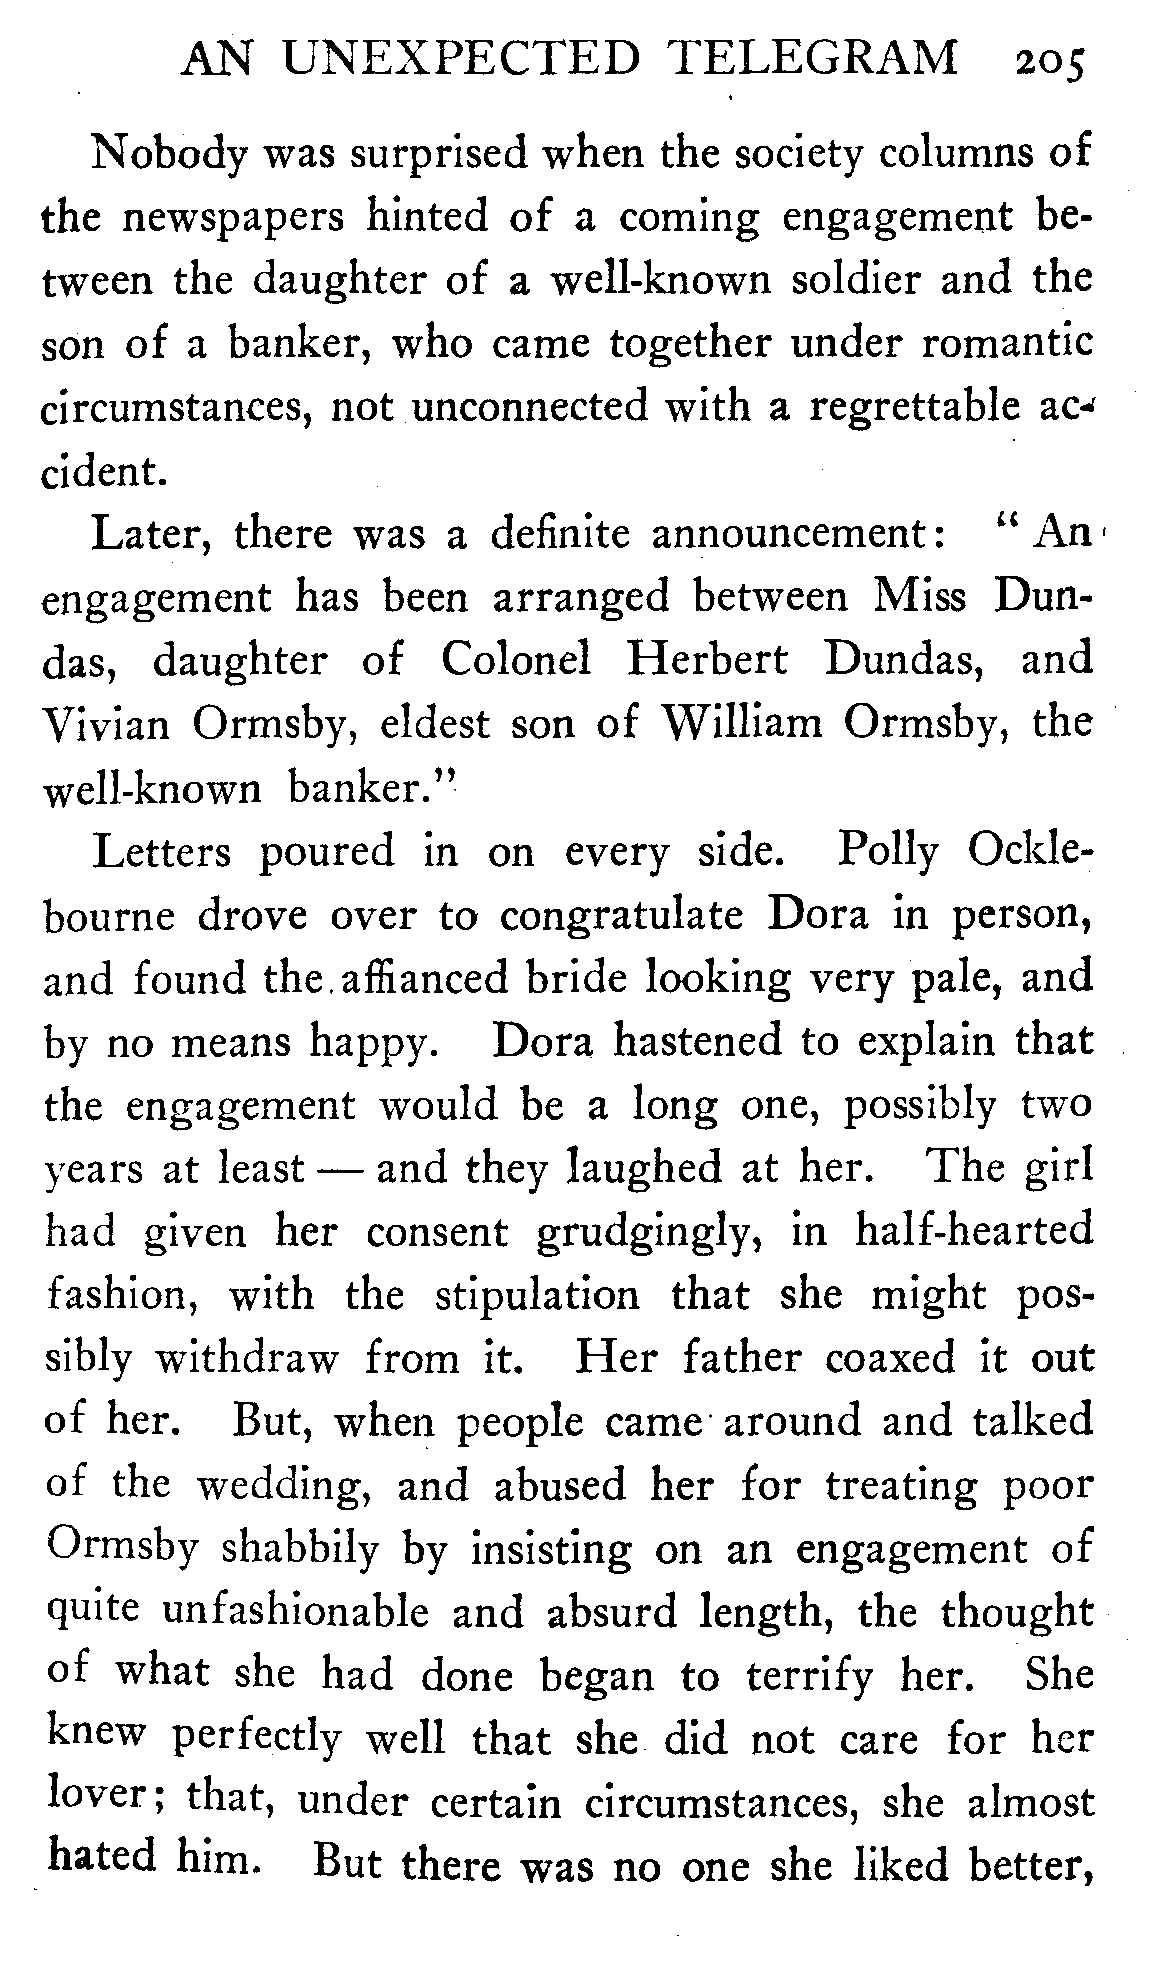 AN UNEXPECTED TELEGRAM 205
Nobody was surprised when the society columns of
the newspapers hinted of a coming engagement be-
tween the daughter of a well-known soldier and the
son of a banker, who came together under romantic
circumstances, not unconnected with a regrettable ac-
cident.
Later, there was a definite announcement: “ An
engagement has been arranged between Miss Dun-
das, daughter of Colonel Herbert Dundas, and
Vivian Ormsby, eldest son of William Ormsby, the
well-known banker.”
Letters poured in on every side. Polly Ockle-
bourne drove over to congratulate Dora in person,
and found the affianced bride looking very pale, and
by no means happy. Dora hastened to explain that
the engagement would be a long one, possibly two
years at least — and they laughed at her. The girl
had given her consent grudgingly, in half-hearted
fashion, with the stipulation that she might pos-
sibly withdraw from it. Her father coaxed it out
of her. But, when people came around and talked
of the wedding, and abused her for treating poor
Ormsby shabbily by insisting on an engagement of
quite unfashionable and absurd length, the thought
of what she had done began to terrify her. She
knew perfectly well that she did not care for her
lover; that, under certain circumstances, she almost
hated him. But there was no one she liked better,